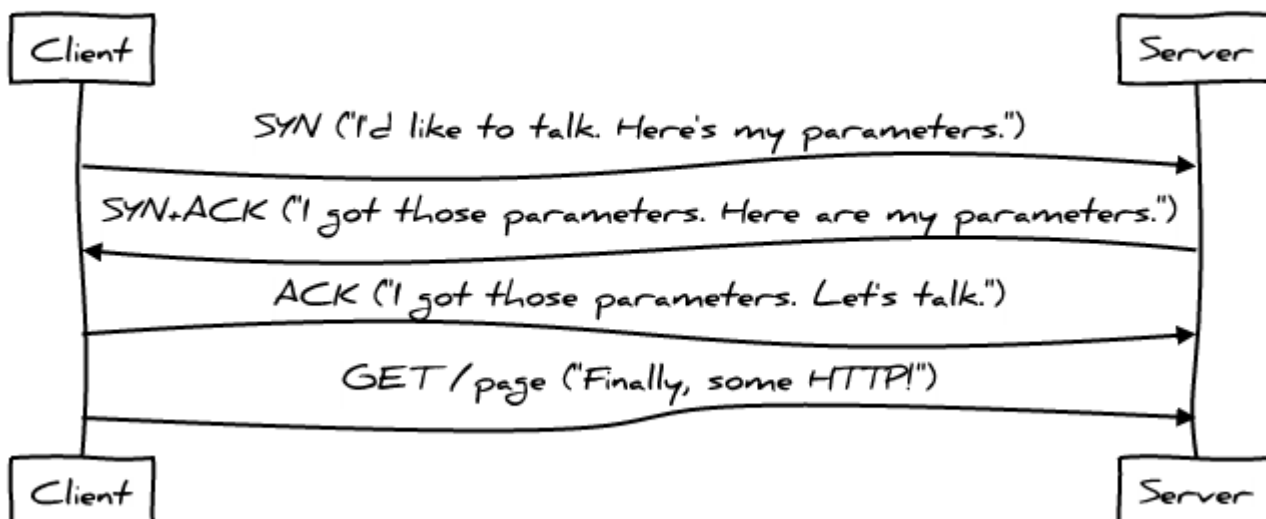 Client
Server
SYN ("I'd like to talk. Here's my parameters.")
SYN+ACK ("I got those parameters. Here are my parameters.")
ACK ("I got those parameters. Let's talk.")
GET /page ("Finally, some HTTP!")
Client
Server